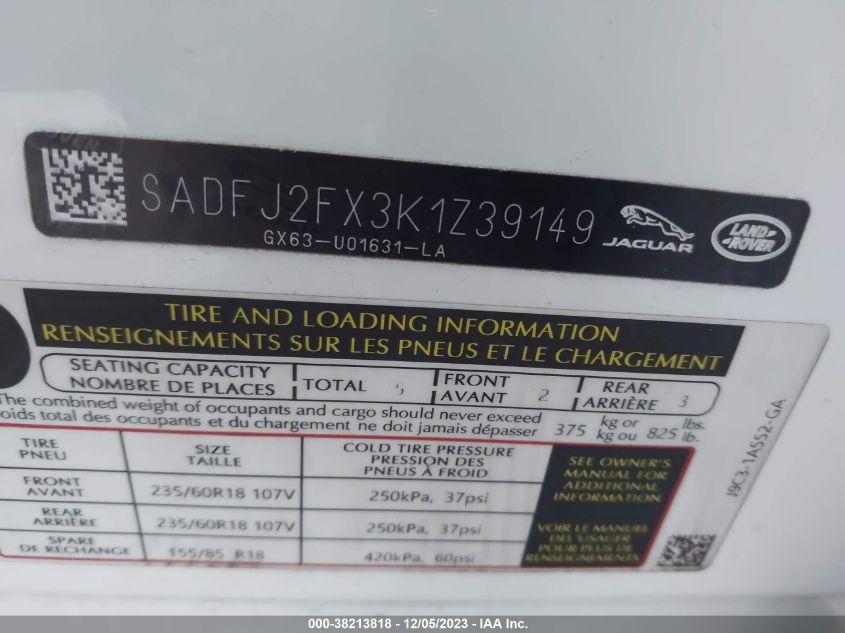 SADFJ2FX3K1Z39149
GX63-U01631-LA
JAGUAR
LAND ROVER
TIRE AND LOADING INFORMATION
RENSEIGNEMENTS SUR LES PNEUS ET LE CHARGEMENT
SEATING CAPACITY
NOMBRE DE PLACES
TOTAL 5
FRONT
AVANT 2
REAR
ARRIÈRE 3
The combined weight of occupants and cargo should never exceed
poids total des occupants et du chargement ne doit jamais dépasser
375 kg or 825 lbs.
kg ou lb.
TIRE
PNEU
SIZE
TAILLE
COLD TIRE PRESSURE
PRESSION DES
PNEUS À FROID
FRONT
AVANT
235/60R18 107V
250kPa, 37psi
REAR
ARRIÈRE
235/60R18 107V
250kPa, 37psi
SPARE
DE RECHANGE
155/85 R18
420kPa, 60psi
SEE OWNER'S
MANUAL FOR
ADDITIONAL
INFORMATION
VOIR LE MANUEL
DE L'USAGER
POUR PLUS DE
RENSEIGNEMENTS
J9C3-1A552-GA
000-38213818 - 12/05/2023 - IAA Inc.